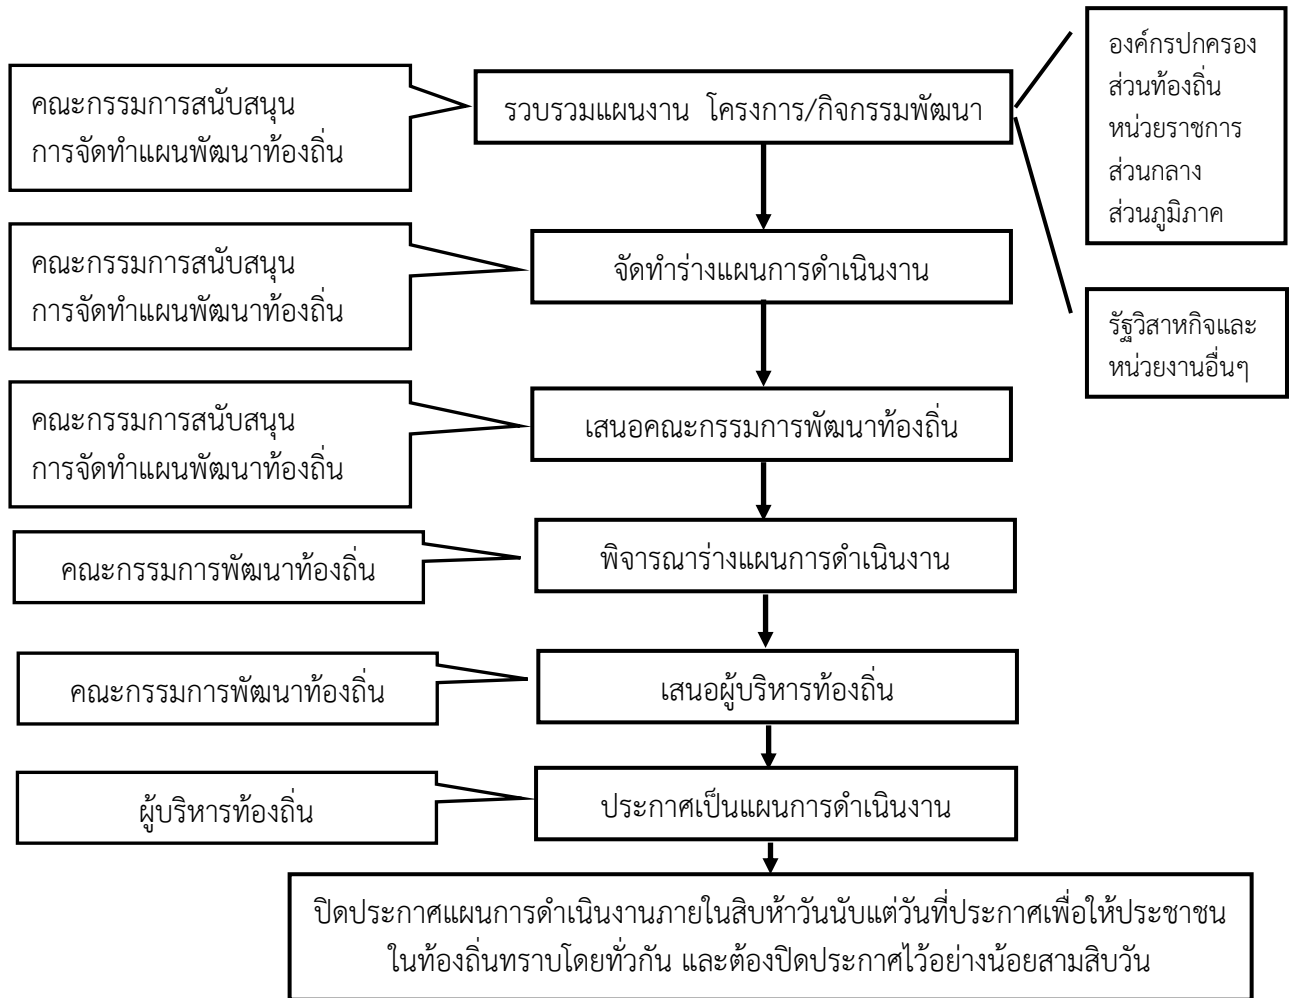 องค์กรปกครอง
ส่วนท้องถิ่น
หน่วยราชการ
ส่วนกลาง
ส่วนภูมิภาค
คณะกรรมการสนับสนุน
การจัดทำแผนพัฒนาท้องถิ่น
รวบรวมแผนงาน โครงการ/กิจกรรมพัฒนา
คณะกรรมการสนับสนุน
การจัดทำแผนพัฒนาท้องถิ่น
จัดทำร่างแผนการดำเนินงาน
รัฐวิสาหกิจและ
หน่วยงานอื่นๆ
คณะกรรมการสนับสนุน
การจัดทำแผนพัฒนาท้องถิ่น
เสนอคณะกรรมการพัฒนาท้องถิ่น
คณะกรรมการพัฒนาท้องถิ่น
พิจารณาร่างแผนการดำเนินงาน
คณะกรรมการพัฒนาท้องถิ่น
เสนอผู้บริหารท้องถิ่น
ผู้บริหารท้องถิ่น
ประกาศเป็นแผนการดำเนินงาน
ปิดประกาศแผนการดำเนินงานภายในสิบห้าวันนับแต่วันที่ประกาศเพื่อให้ประชาชน
ในท้องถิ่นทราบโดยทั่วกัน และต้องปิดประกาศไว้อย่างน้อยสามสิบวัน